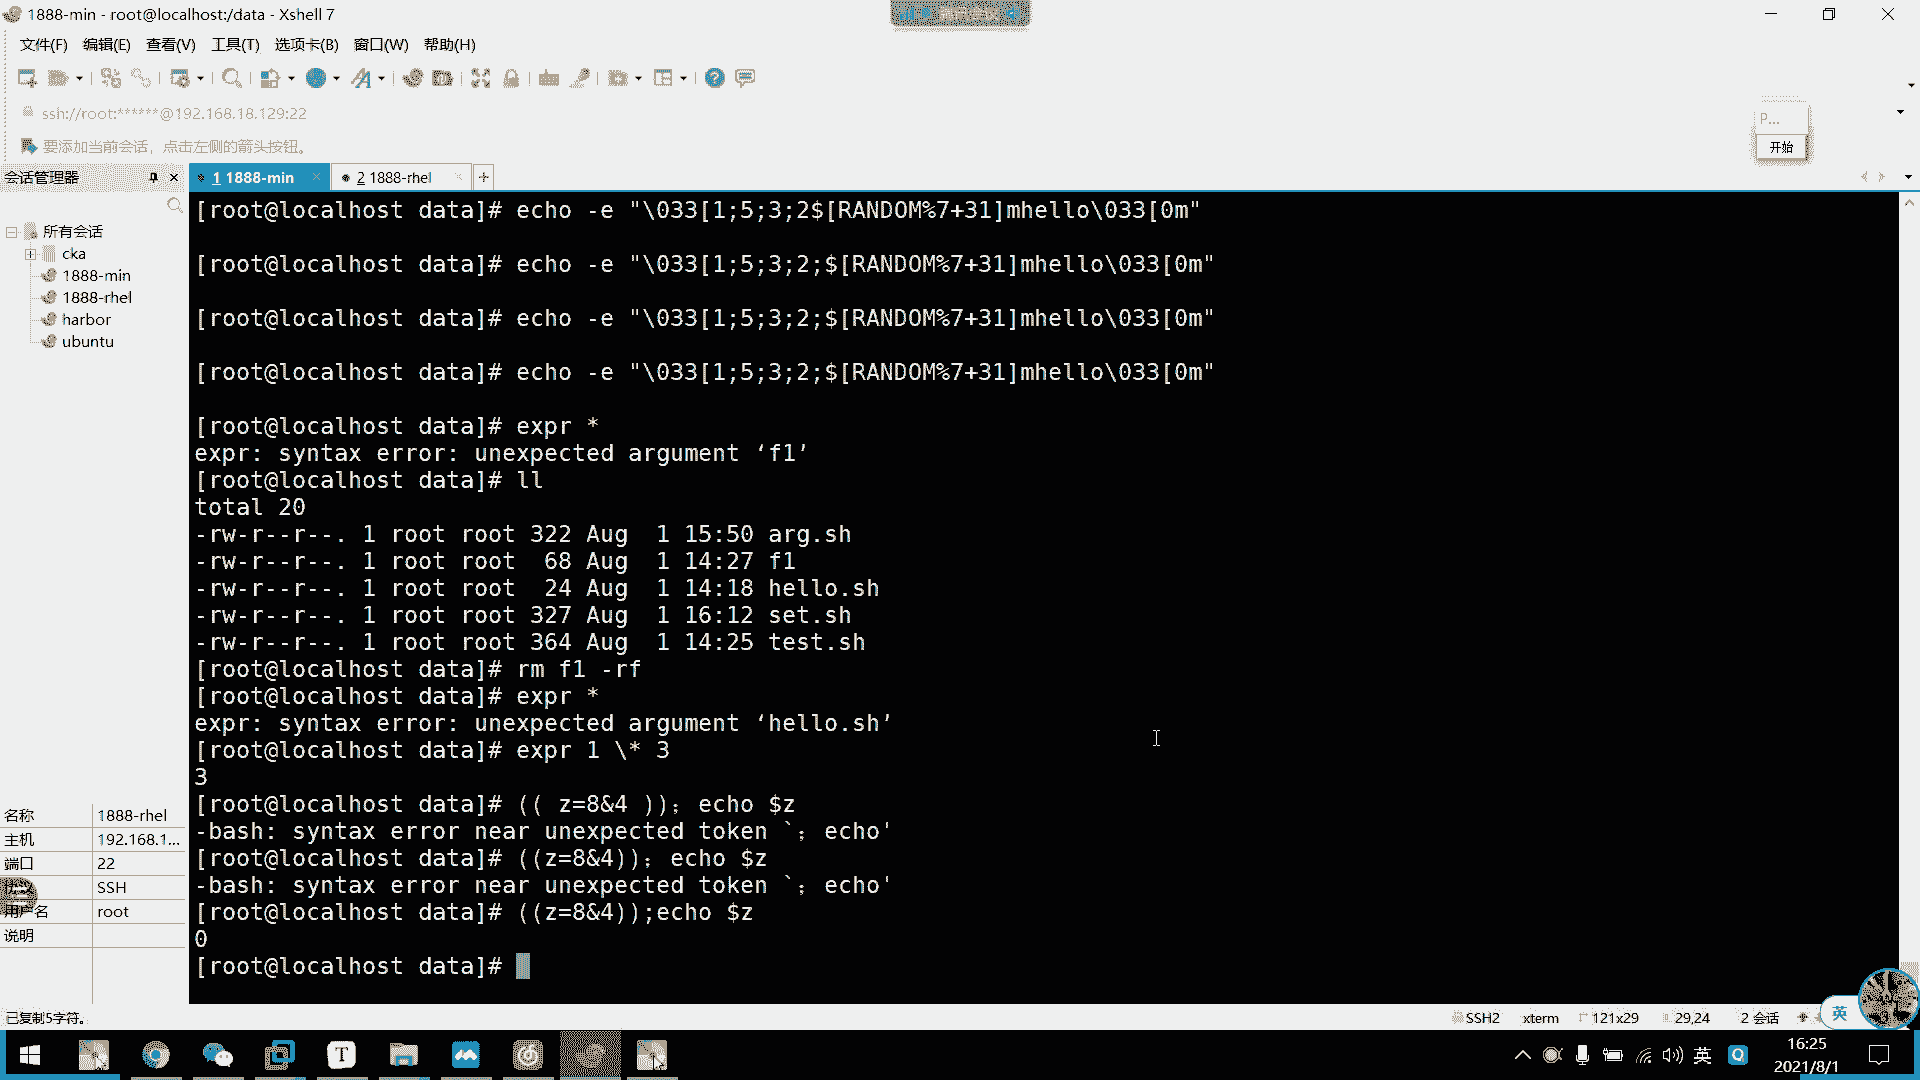 1888-min - root@localhost:/data - Xshell 7
文件(F) 编辑(E) 查看(V) 工具(T) 选项卡(B) 窗口(W) 帮助(H)
ssh://root:******@192.168.18.129:22
P...
开始
要添加当前会话，点击左侧的箭头按钮。
会话管理器
1 1888-min
2 1888-rhel
所有会话
cka
1888-min
1888-rhel
harbor
ubuntu
名称 1888-rhel
主机 192.168.1...
端口 22
SSH
用户名 root
说明
[root@localhost data]# echo -e "\033[1;5;3;2$[RANDOM%7+31]mhello\033[0m"
[root@localhost data]# echo -e "\033[1;5;3;2;$[RANDOM%7+31]mhello\033[0m"
[root@localhost data]# echo -e "\033[1;5;3;2;$[RANDOM%7+31]mhello\033[0m"
[root@localhost data]# echo -e "\033[1;5;3;2;$[RANDOM%7+31]mhello\033[0m"
[root@localhost data]# expr *
expr: syntax error: unexpected argument ‘f1’
[root@localhost data]# ll
total 20
-rw-r--r--. 1 root root 322 Aug  1 15:50 arg.sh
-rw-r--r--. 1 root root  68 Aug  1 14:27 f1
-rw-r--r--. 1 root root  24 Aug  1 14:18 hello.sh
-rw-r--r--. 1 root root 327 Aug  1 16:12 set.sh
-rw-r--r--. 1 root root 364 Aug  1 14:25 test.sh
[root@localhost data]# rm f1 -rf
[root@localhost data]# expr *
expr: syntax error: unexpected argument ‘hello.sh’
[root@localhost data]# expr 1 \* 3
3
[root@localhost data]# (( z=8&4 ))；echo $z
-bash: syntax error near unexpected token `；echo'
[root@localhost data]# ((z=8&4))；echo $z
-bash: syntax error near unexpected token `；echo'
[root@localhost data]# ((z=8&4));echo $z
0
[root@localhost data]#
已复制5字符。
SSH2 xterm 121x29 29,24 2 会话
英
英
16:25
2021/8/1